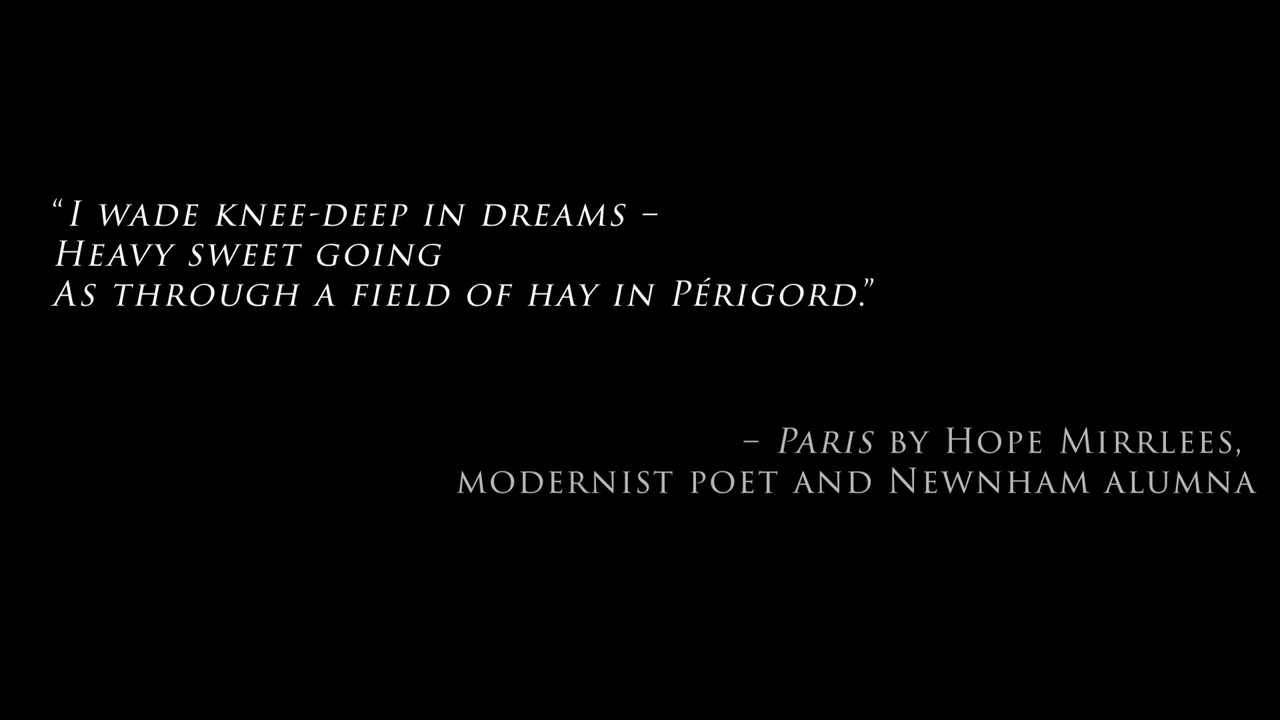 “I wade knee-deep in dreams –
Heavy sweet going
As through a field of hay in Périgord.”
– Paris by Hope Mirrlees,
modernist poet and Newnham alumna